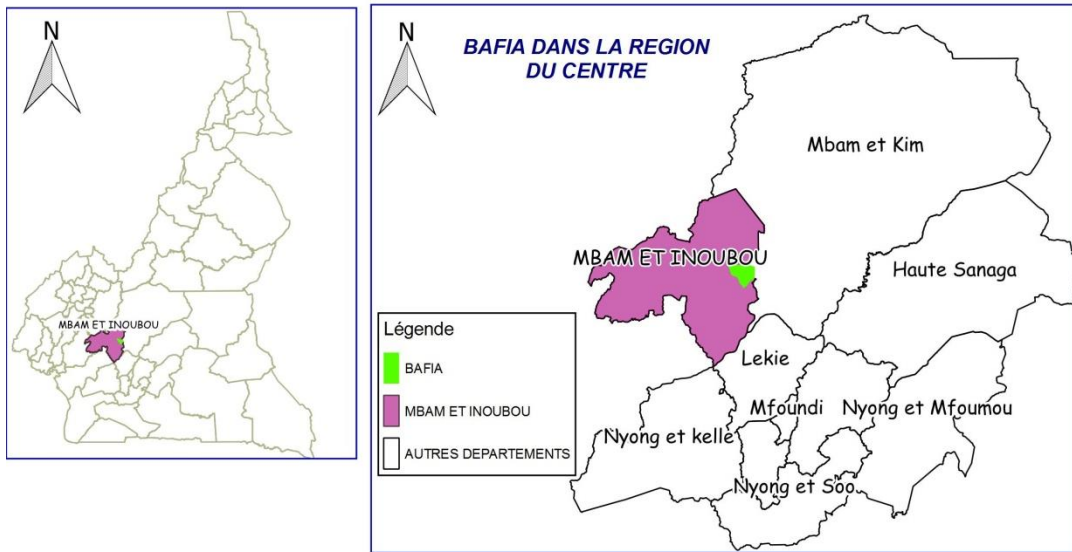 N
MBAM ET INOUBOU
N
BAFIA DANS LA REGION
DU CENTRE
Mbam et Kim
MBAM ET INOUBOU
Haute Sanaga
Légende
BAFIA
MBAM ET INOUBOU
AUTRES DEPARTEMENTS
Lekie
Mfoundi
Nyong et Mfoumou
Nyong et kelle
Nyong et Soo